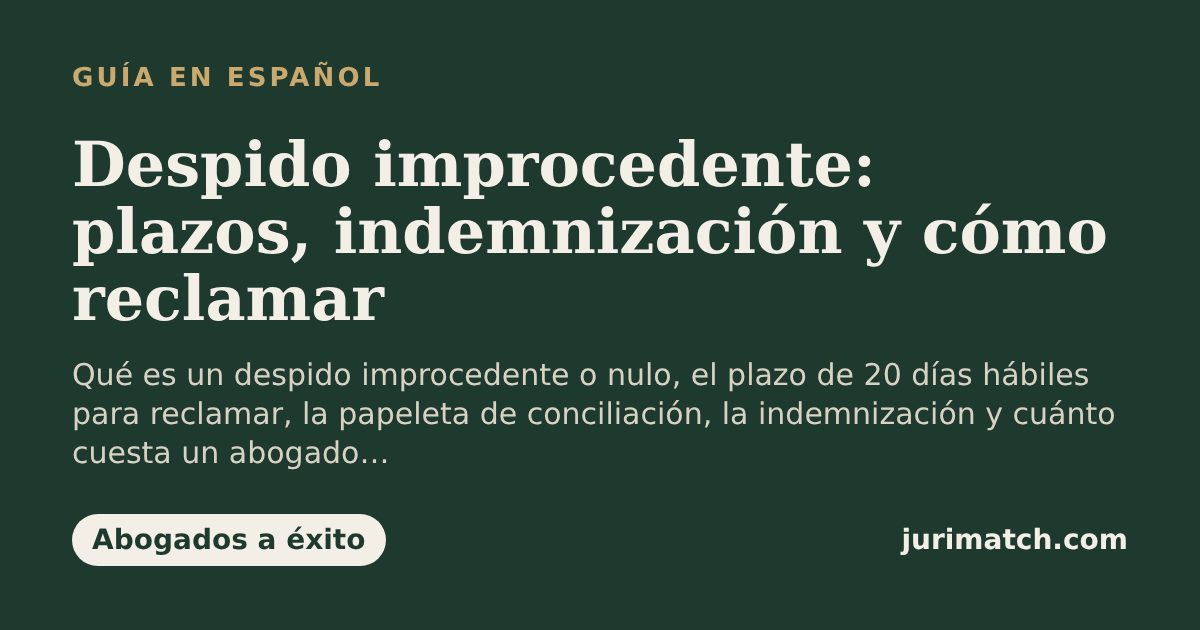 GUÍA EN ESPAÑOL
Despido improcedente:
plazos, indemnización y cómo
reclamar
Qué es un despido improcedente o nulo, el plazo de 20 días hábiles
para reclamar, la papeleta de conciliación, la indemnización y cuánto
cuesta un abogado…
Abogados a éxito
jurimatch.com